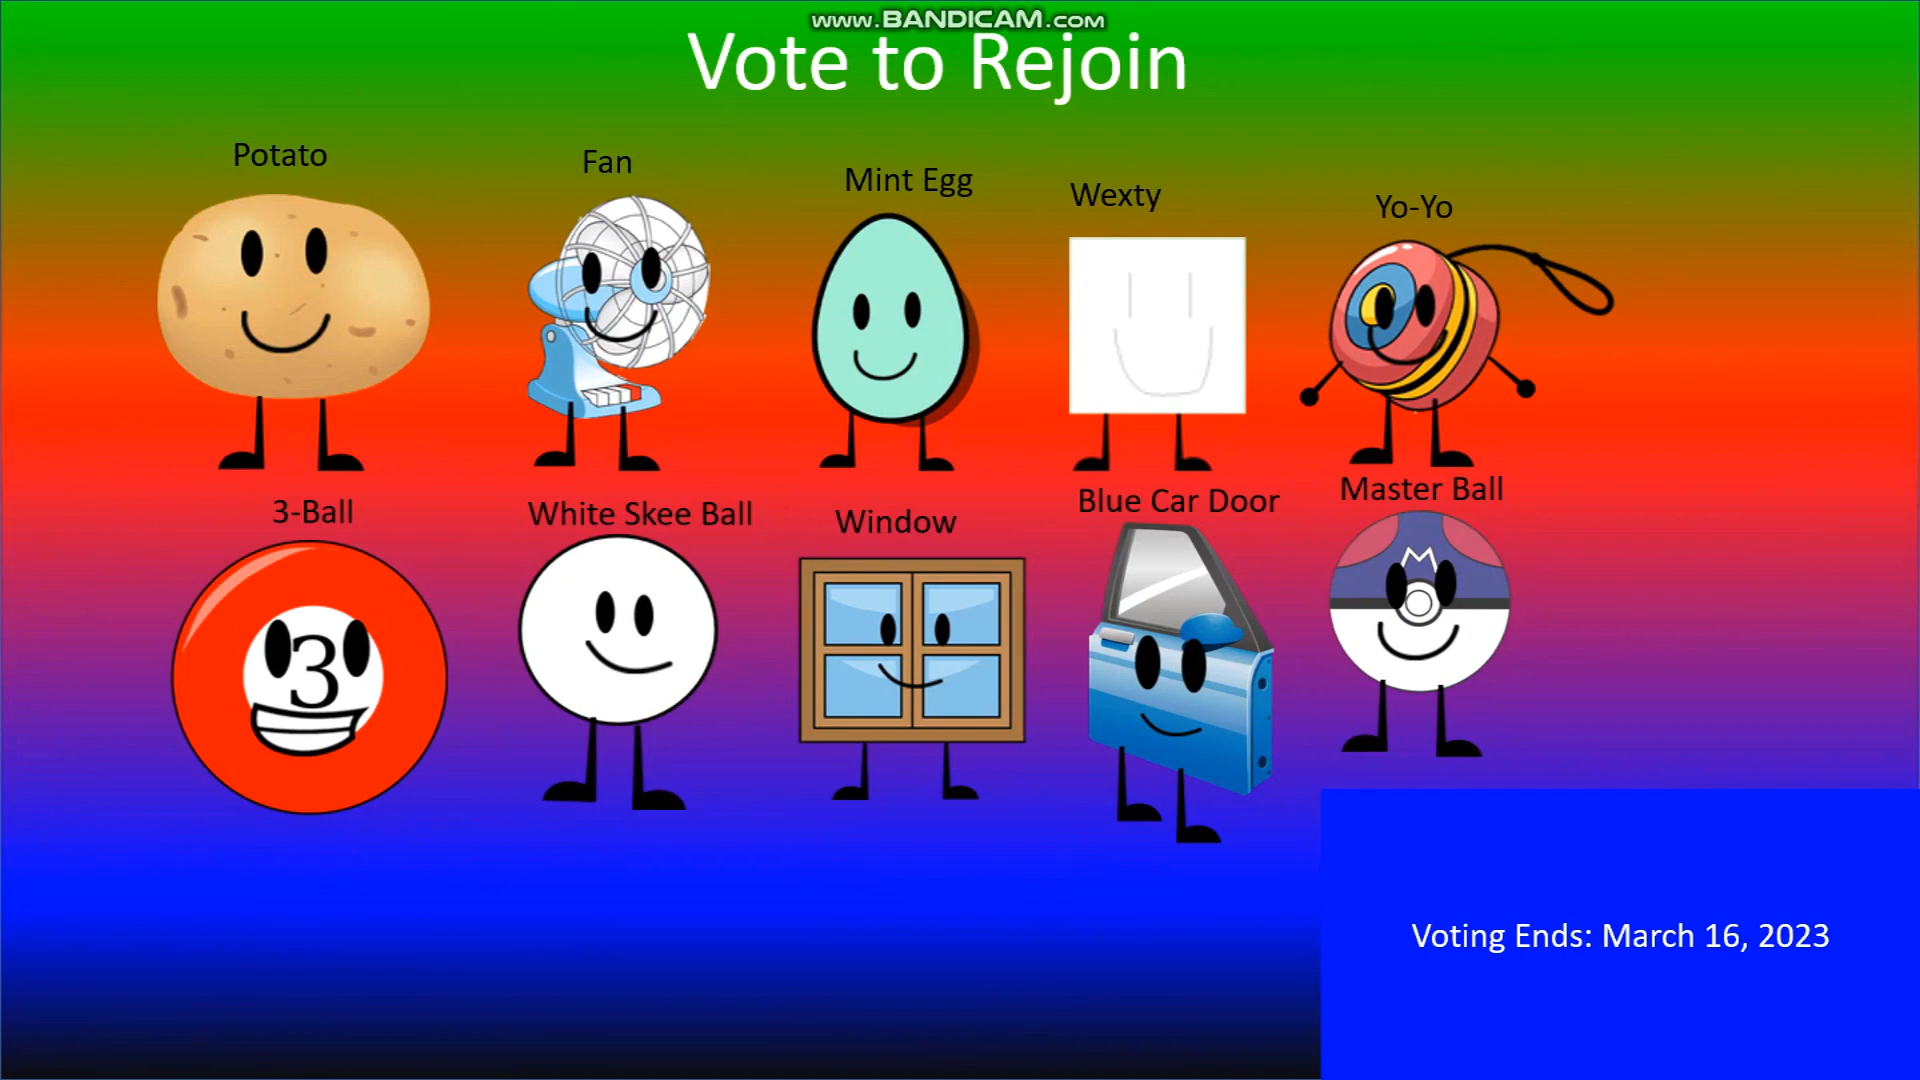 www.BANDICAM.com
Vote to Rejoin
Potato
Fan
Mint Egg
Wexty
Yo-Yo
3-Ball
White Skee Ball
Window
Blue Car Door
Master Ball
M
3
Voting Ends: March 16, 2023